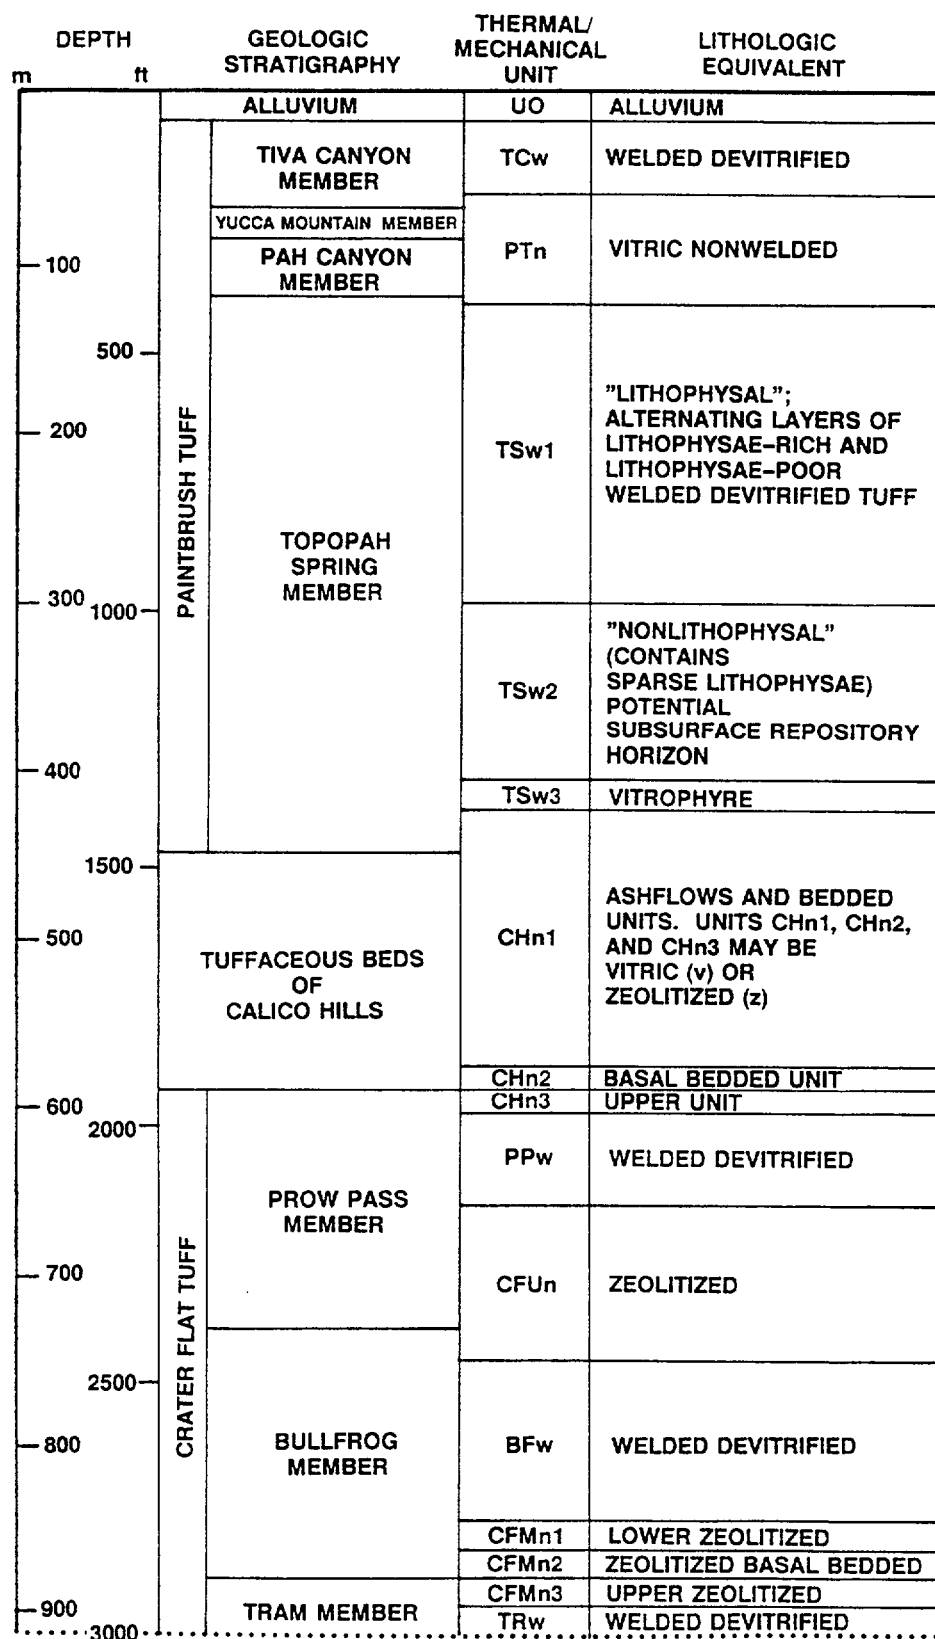 DEPTH
m ft
GEOLOGIC
STRATIGRAPHY
THERMAL/
MECHANICAL
UNIT
LITHOLOGIC
EQUIVALENT
ALLUVIUM UO ALLUVIUM
PAINTBRUSH TUFF
TIVA CANYON
MEMBER
TCw WELDED DEVITRIFIED
YUCCA MOUNTAIN MEMBER
100
PAH CANYON
MEMBER
PTn VITRIC NONWELDED
500
200
300
1000
400
TOPOPAH
SPRING
MEMBER
TSw1
"LITHOPHYSAL";
ALTERNATING LAYERS OF
LITHOPHYSAE-RICH AND
LITHOPHYSAE-POOR
WELDED DEVITRIFIED TUFF
TSw2
"NONLITHOPHYSAL"
(CONTAINS
SPARSE LITHOPHYSAE)
POTENTIAL
SUBSURFACE REPOSITORY
HORIZON
TSw3 VITROPHYRE
1500
500
TUFFACEOUS BEDS
OF
CALICO HILLS
CHn1
ASHFLOWS AND BEDDED
UNITS. UNITS CHn1, CHn2,
AND CHn3 MAY BE
VITRIC (v) OR
ZEOLITIZED (z)
CHn2 BASAL BEDDED UNIT
600
CHn3 UPPER UNIT
2000
CRATER FLAT TUFF
PROW PASS
MEMBER
PPw WELDED DEVITRIFIED
700
CFUn ZEOLITIZED
2500
800
BULLFROG
MEMBER
BFw WELDED DEVITRIFIED
CFMn1 LOWER ZEOLITIZED
CFMn2 ZEOLITIZED BASAL BEDDED
900
3000
TRAM MEMBER
CFMn3 UPPER ZEOLITIZED
TRw WELDED DEVITRIFIED